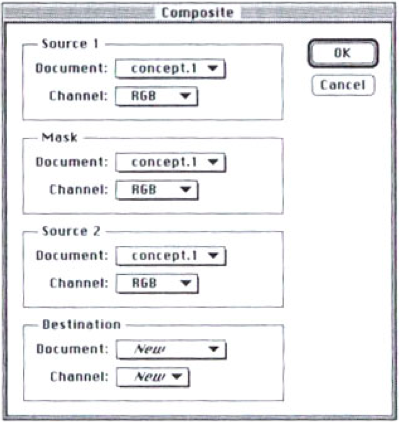 Composite
Source 1
Document: concept.1
Channel: RGB
OK
Cancel
Mask
Document: concept.1
Channel: RGB
Source 2
Document: concept.1
Channel: RGB
Destination
Document: New
Channel: New